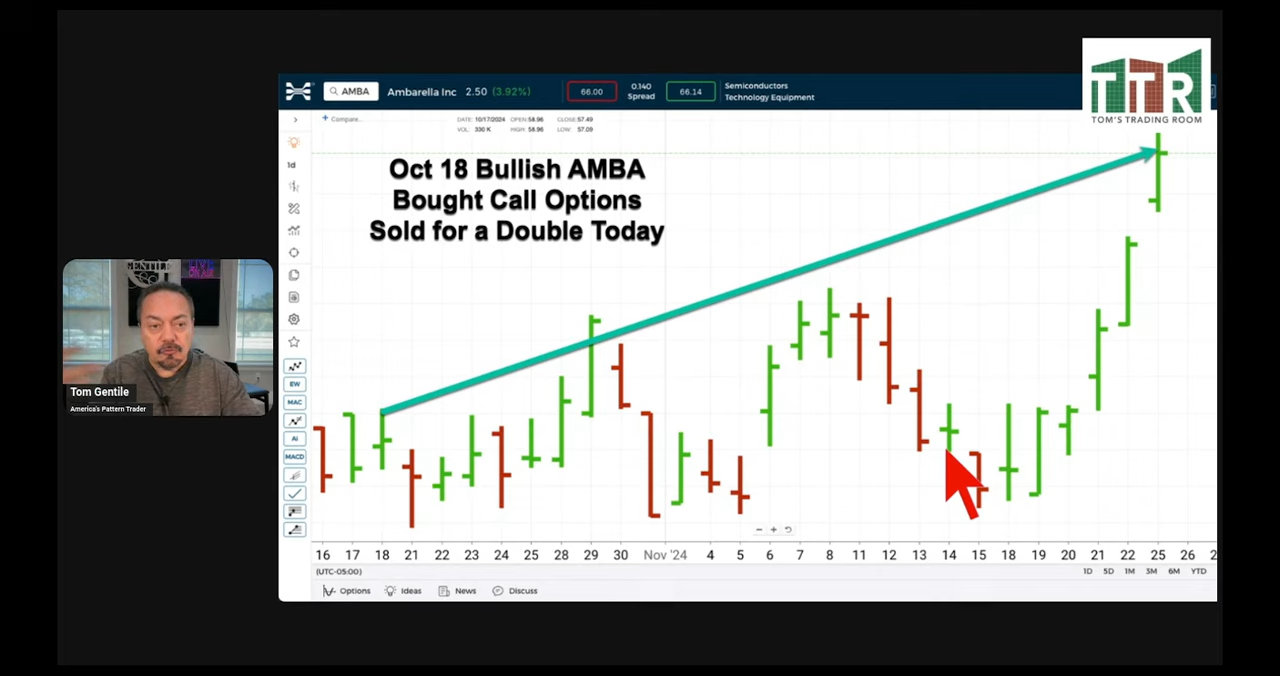 TTR
TOM'S TRADING ROOM
AMBA
Ambarella Inc 2.50 (3.92%)
66.00
0.140
Spread
66.14
Semiconductors
Technology Equipment
Compare..
DATE: 10/17/2024 OPEN:58.96 CLOSE:57.49
VOL: 330 K HIGH: 58.96 LOW: 57.09
Oct 18 Bullish AMBA
Bought Call Options
Sold for a Double Today
1d
GENTILE
Tom Gentile
America's Pattern Trader
EW
MAC
AI
MACD
16 17 18 21 22 23 24 25 28 29 30 Nov '24 4 5 6 7 8 11 12 13 14 15 18 19 20 21 22 25 26 2
(UTC-05:00)
1D 5D 1M 3M 6M YTD
Options Ideas News Discuss